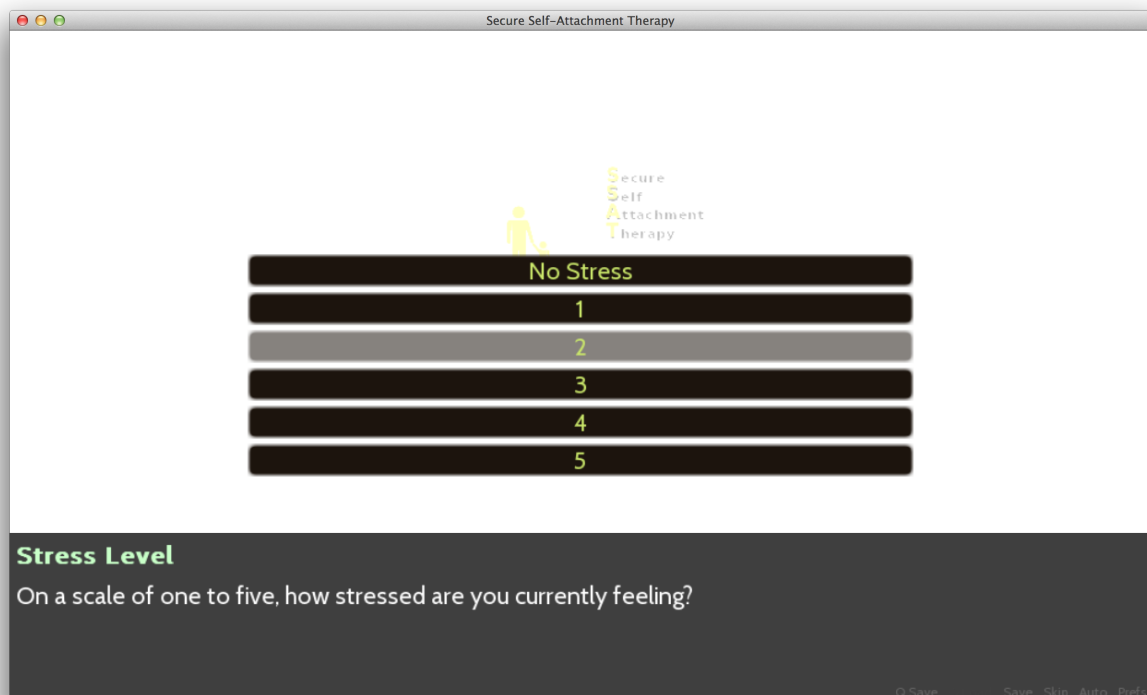 Secure Self-Attachment Therapy
Secure
Self
Attachment
Therapy
No Stress
1
2
3
4
5
Stress Level
On a scale of one to five, how stressed are you currently feeling?
Q.Save Save Skip Auto